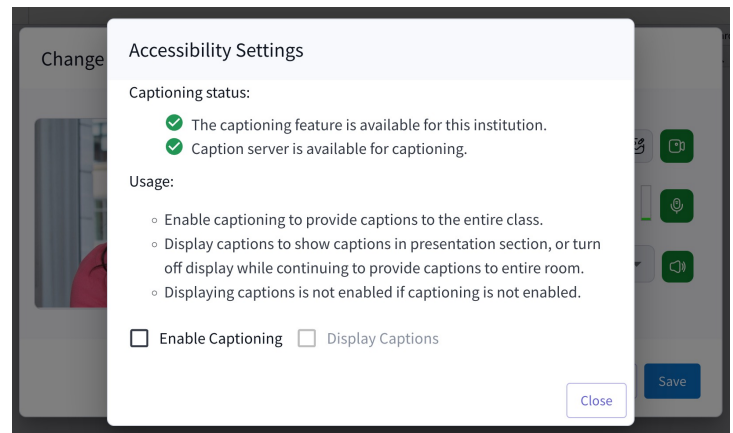 Change
Accessibility Settings
Captioning status:
The captioning feature is available for this institution.
Caption server is available for captioning.
Usage:
Enable captioning to provide captions to the entire class.
Display captions to show captions in presentation section, or turn
off display while continuing to provide captions to entire room.
Displaying captions is not enabled if captioning is not enabled.
Enable Captioning Display Captions
Save
Close